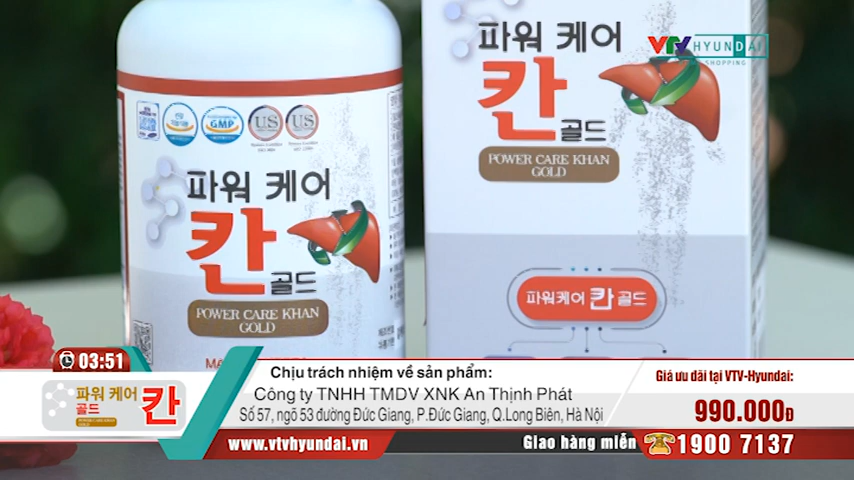 파워 케어
칸
골드
POWER CARE KHAN
GOLD
VTV HYUNDAI
SHOPPING
GMP
US
US
파워 케어
칸
골드
POWER CARE KHAN
GOLD
파워케어 칸 골드
03:51
파워 케어
골드
칸
POWER CARE KHAN
GOLD
Chịu trách nhiệm về sản phẩm:
Công ty TNHH TMDV XNK An Thịnh Phát
Số 57, ngõ 53 đường Đức Giang, P.Đức Giang, Q.Long Biên, Hà Nội
Giá ưu đãi tại VTV-Hyundai:
990.000Đ
www.vtvhyundai.vn
Giao hàng miễn
1900 7137